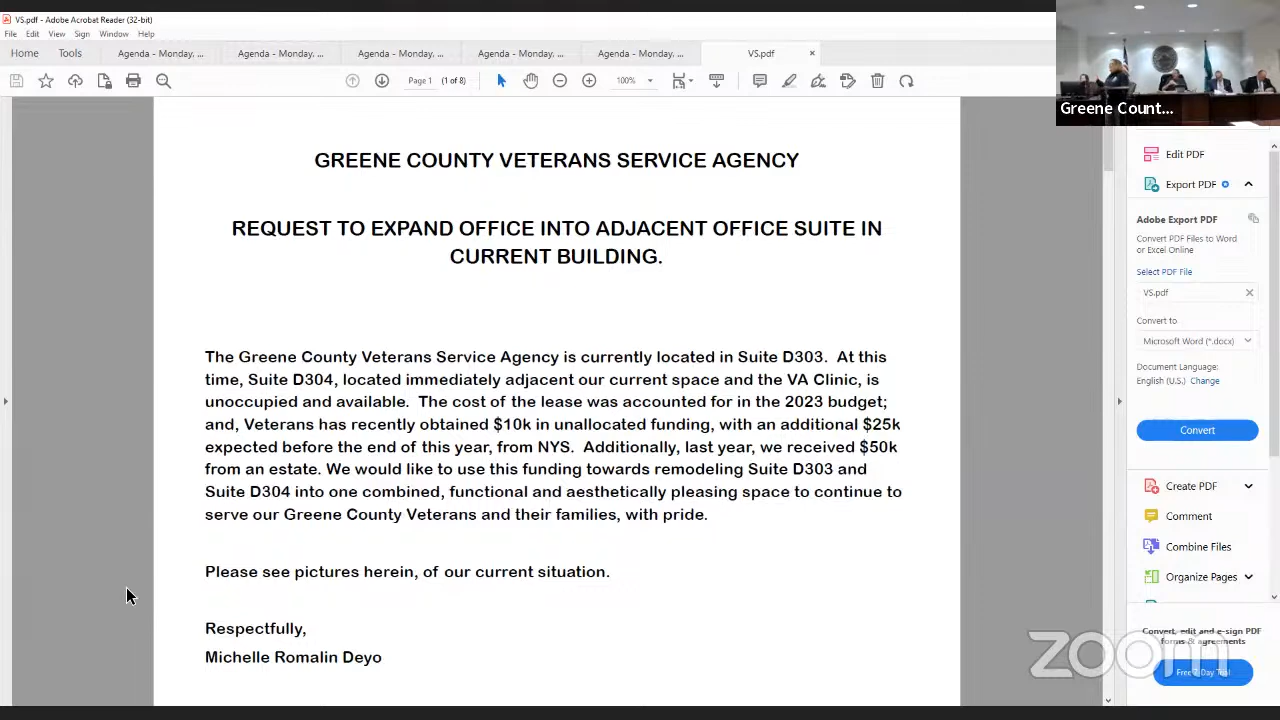 VS.pdf - Adobe Acrobat Reader (32-bit)
File Edit View Sign Window Help
Home Tools Agenda - Monday, ... Agenda - Monday, ... Agenda - Monday, ... Agenda - Monday, ... Agenda - Monday, ... VS.pdf ×
Page 1 (1 of 8) 100%
Greene Count...
GREENE COUNTY VETERANS SERVICE AGENCY
REQUEST TO EXPAND OFFICE INTO ADJACENT OFFICE SUITE IN
CURRENT BUILDING.
The Greene County Veterans Service Agency is currently located in Suite D303. At this
time, Suite D304, located immediately adjacent our current space and the VA Clinic, is
unoccupied and available. The cost of the lease was accounted for in the 2023 budget;
and, Veterans has recently obtained $10k in unallocated funding, with an additional $25k
expected before the end of this year, from NYS. Additionally, last year, we received $50k
from an estate. We would like to use this funding towards remodeling Suite D303 and
Suite D304 into one combined, functional and aesthetically pleasing space to continue to
serve our Greene County Veterans and their families, with pride.
Please see pictures herein, of our current situation.
Respectfully,
Michelle Romalin Deyo
Edit PDF
Export PDF
Adobe Export PDF
Convert PDF Files to Word
or Excel Online
Select PDF File
VS.pdf
Convert to
Microsoft Word (*.docx)
Document Language:
English (U.S.) Change
Convert
Create PDF
Comment
Combine Files
Organize Pages
Convert, edit and e-sign PDF
forms & agreements
Free 7-Day Trial
zoom